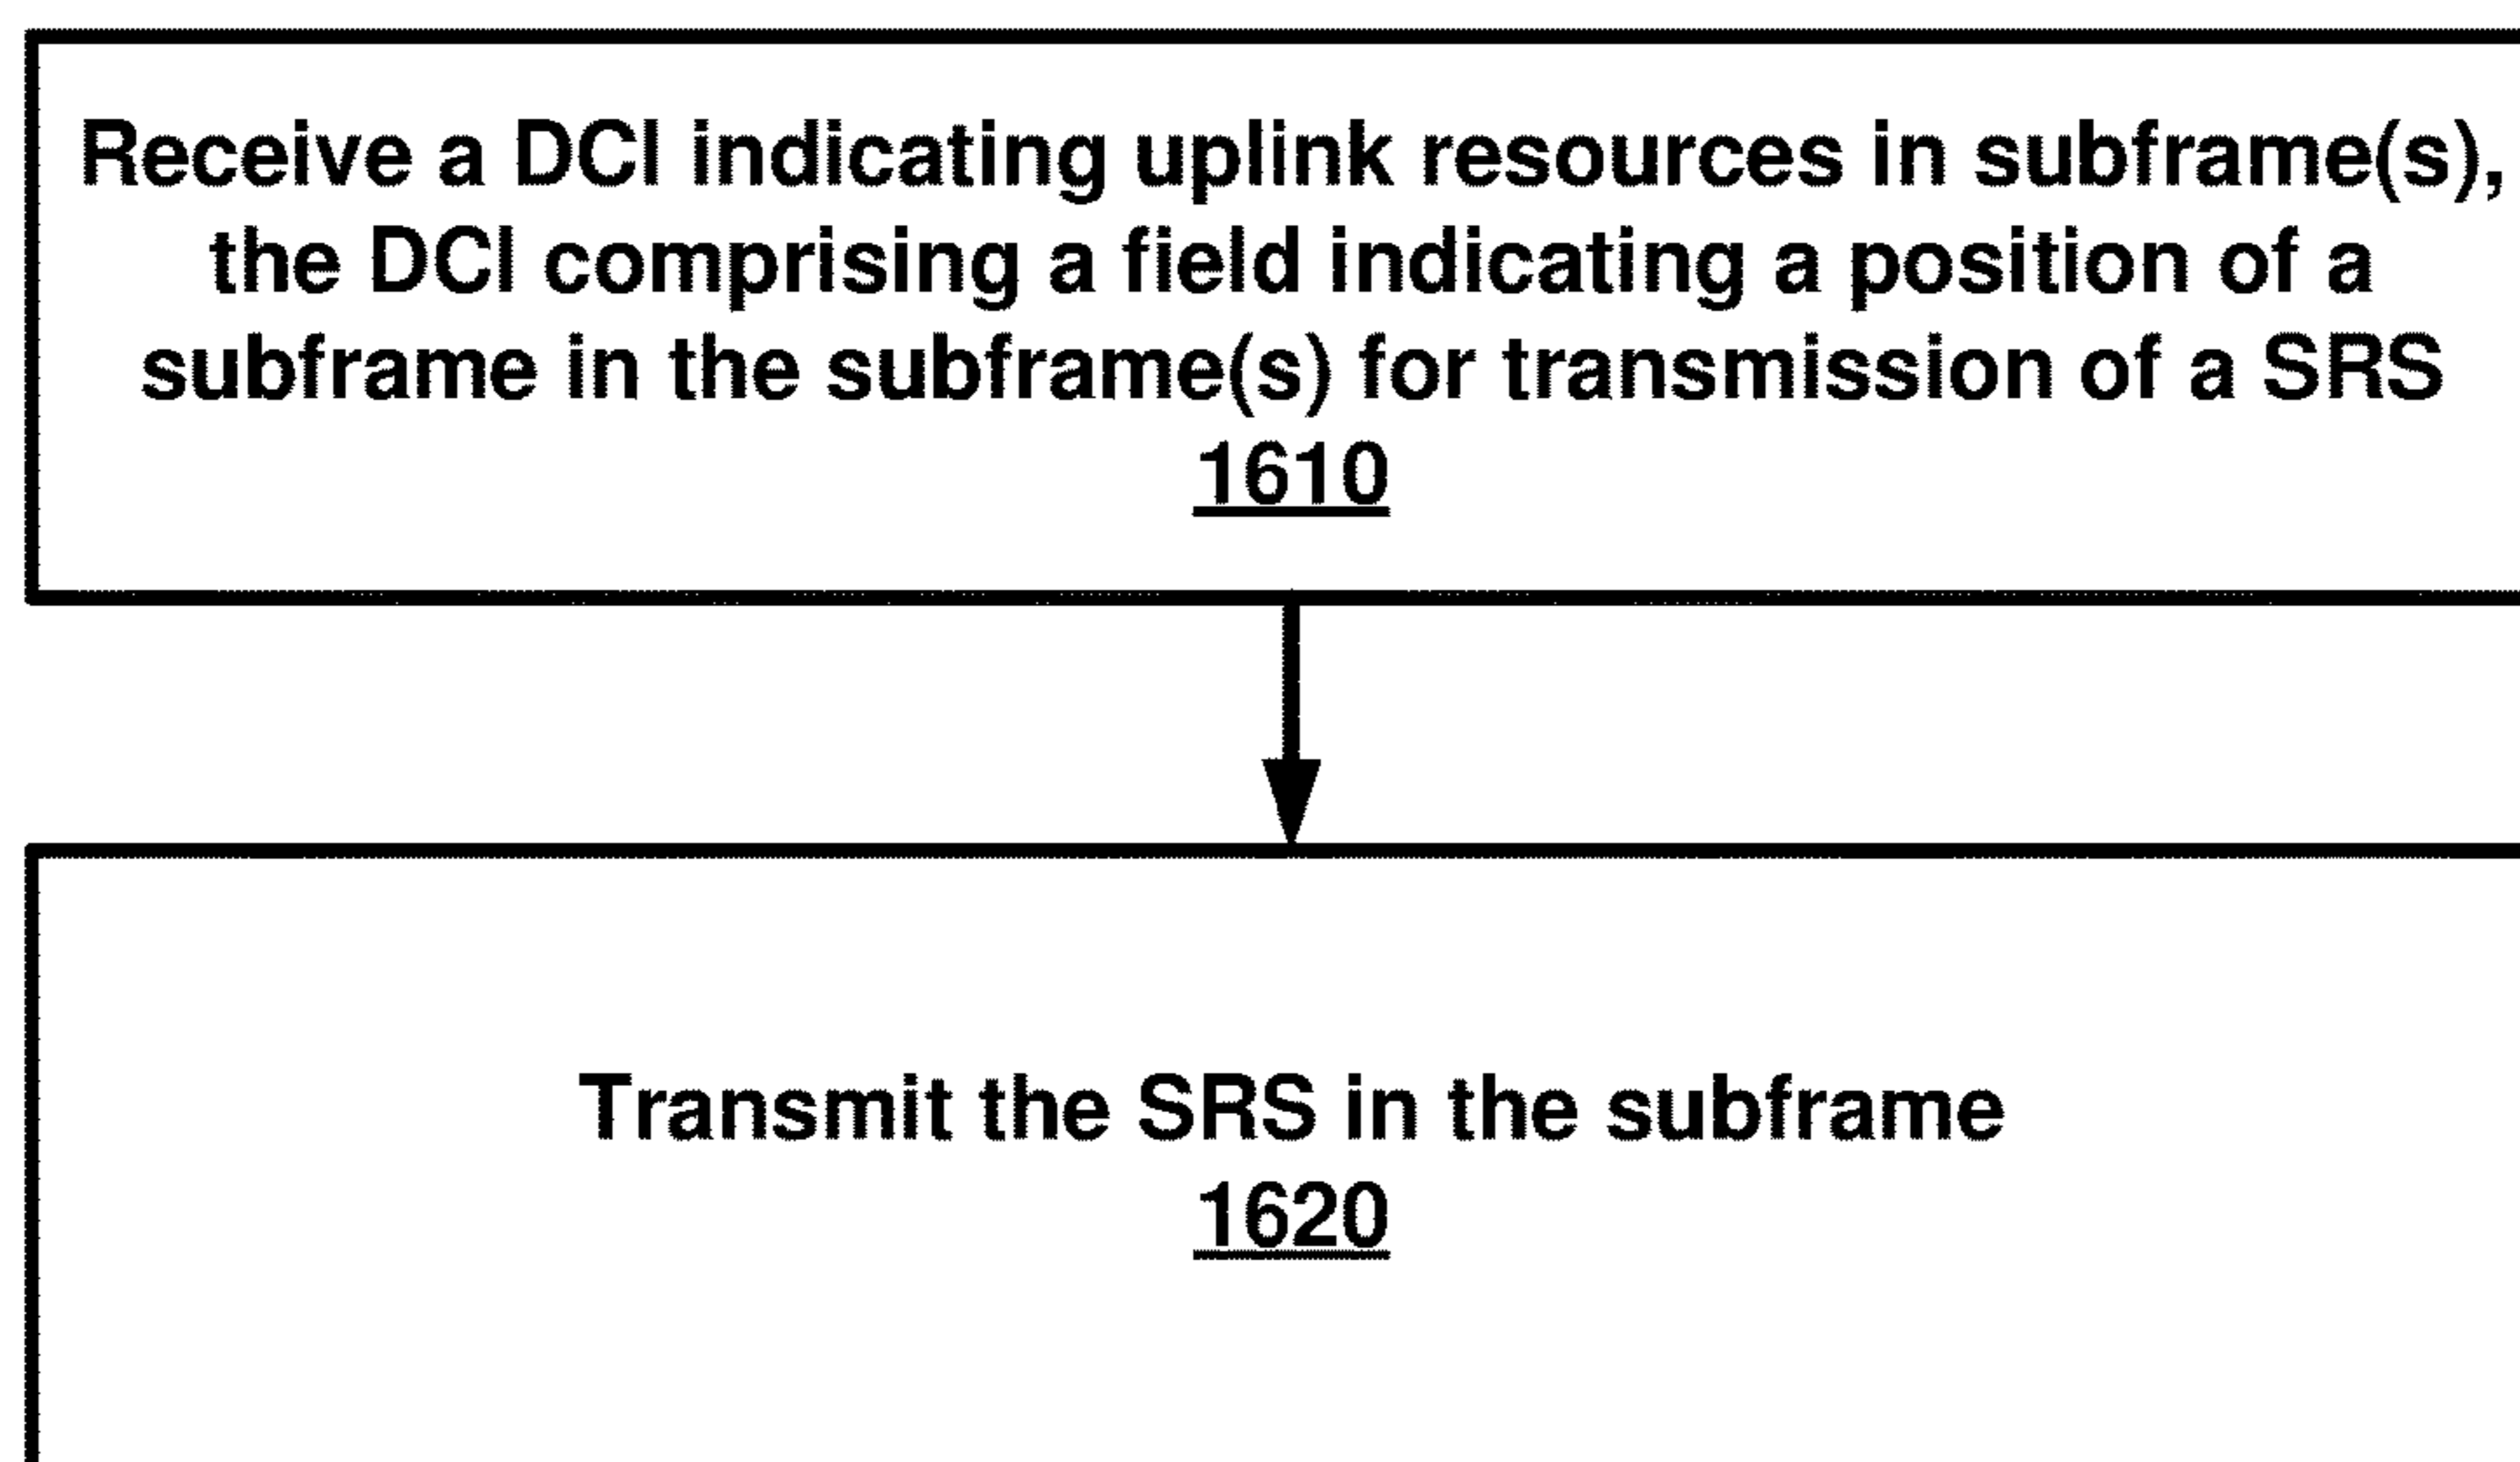 Receive a DCI indicating uplink resources in subframe(s),
the DCI comprising a field indicating a position of a
subframe in the subframe(s) for transmission of a SRS
1610
Transmit the SRS in the subframe
1620